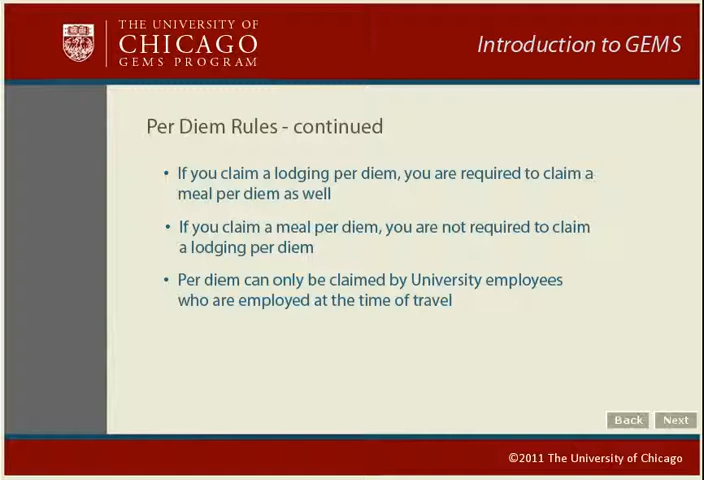 THE UNIVERSITY OF
CHICAGO
GEMS PROGRAM
Introduction to GEMS
Per Diem Rules - continued
• If you claim a lodging per diem, you are required to claim a
meal per diem as well
• If you claim a meal per diem, you are not required to claim
a lodging per diem
• Per diem can only be claimed by University employees
who are employed at the time of travel
Back Next
©2011 The University of Chicago